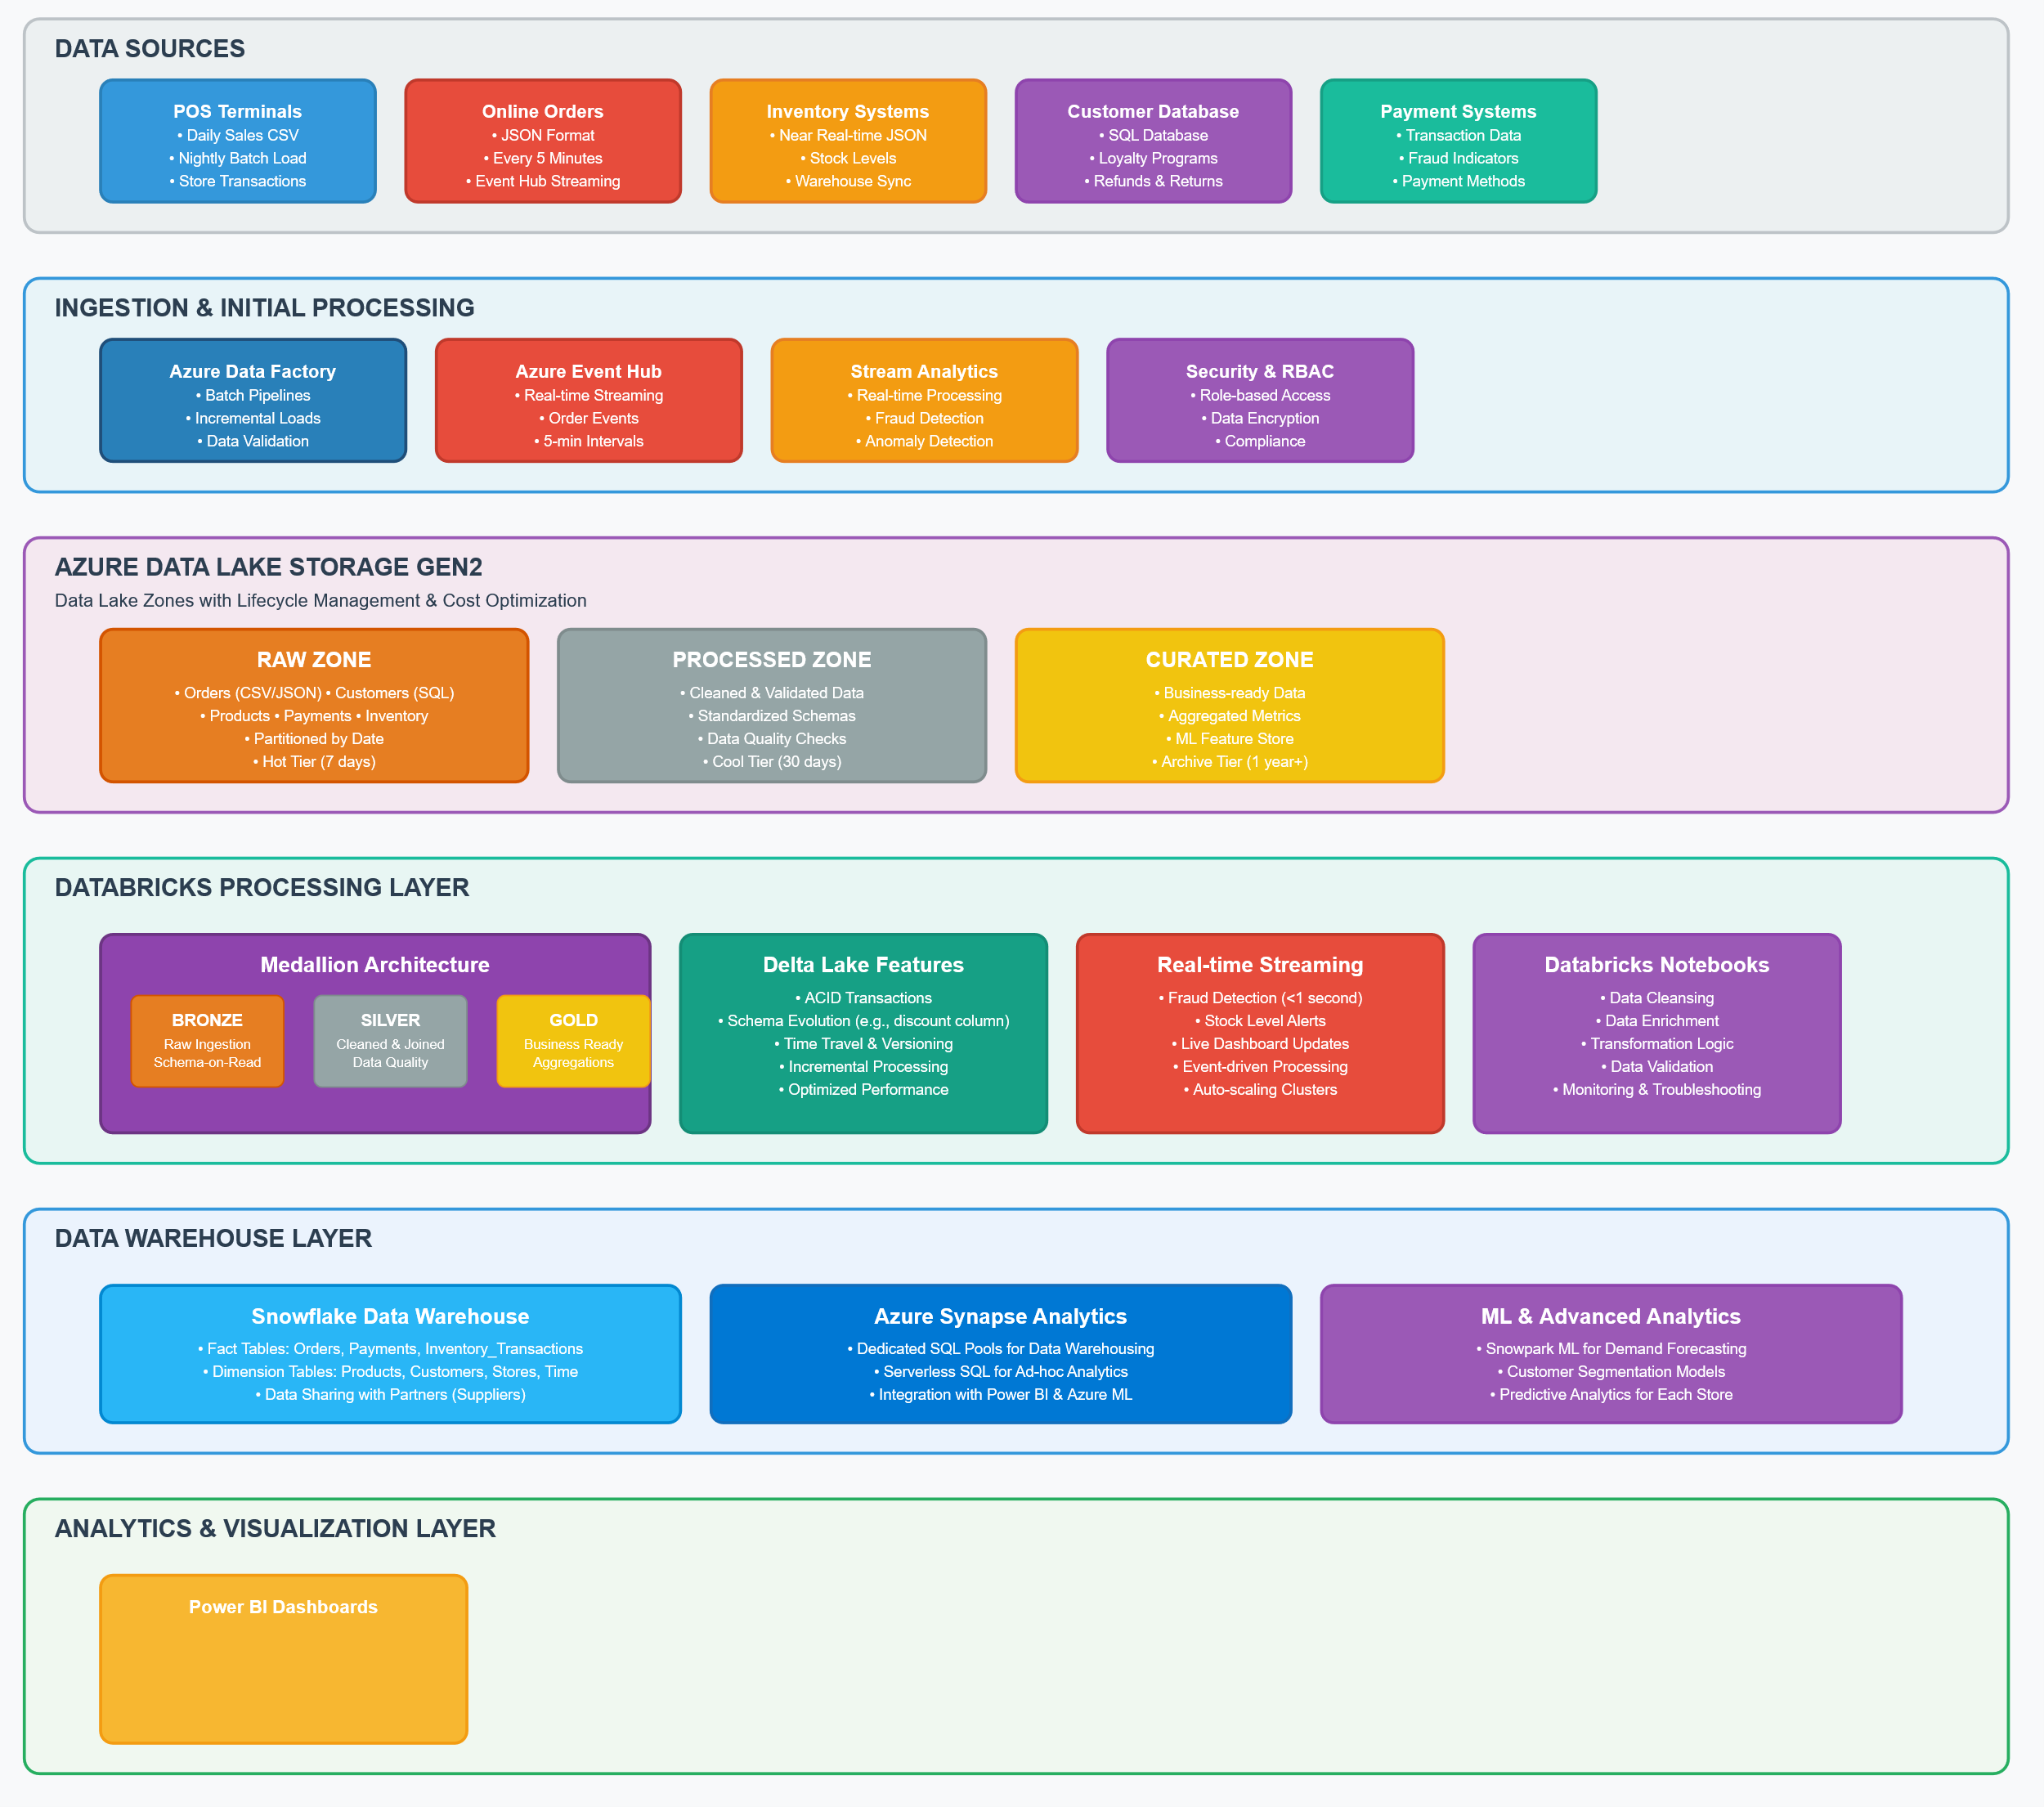 DATA SOURCES
POS Terminals
• Daily Sales CSV
• Nightly Batch Load
• Store Transactions
Online Orders
• JSON Format
• Every 5 Minutes
• Event Hub Streaming
Inventory Systems
• Near Real-time JSON
• Stock Levels
• Warehouse Sync
Customer Database
• SQL Database
• Loyalty Programs
• Refunds & Returns
Payment Systems
• Transaction Data
• Fraud Indicators
• Payment Methods
INGESTION & INITIAL PROCESSING
Azure Data Factory
• Batch Pipelines
• Incremental Loads
• Data Validation
Azure Event Hub
• Real-time Streaming
• Order Events
• 5-min Intervals
Stream Analytics
• Real-time Processing
• Fraud Detection
• Anomaly Detection
Security & RBAC
• Role-based Access
• Data Encryption
• Compliance
AZURE DATA LAKE STORAGE GEN2
Data Lake Zones with Lifecycle Management & Cost Optimization
RAW ZONE
• Orders (CSV/JSON) • Customers (SQL)
• Products • Payments • Inventory
• Partitioned by Date
• Hot Tier (7 days)
PROCESSED ZONE
• Cleaned & Validated Data
• Standardized Schemas
• Data Quality Checks
• Cool Tier (30 days)
CURATED ZONE
• Business-ready Data
• Aggregated Metrics
• ML Feature Store
• Archive Tier (1 year+)
DATABRICKS PROCESSING LAYER
Medallion Architecture
BRONZE
Raw Ingestion
Schema-on-Read
SILVER
Cleaned & Joined
Data Quality
GOLD
Business Ready
Aggregations
Delta Lake Features
• ACID Transactions
• Schema Evolution (e.g., discount column)
• Time Travel & Versioning
• Incremental Processing
• Optimized Performance
Real-time Streaming
• Fraud Detection (<1 second)
• Stock Level Alerts
• Live Dashboard Updates
• Event-driven Processing
• Auto-scaling Clusters
Databricks Notebooks
• Data Cleansing
• Data Enrichment
• Transformation Logic
• Data Validation
• Monitoring & Troubleshooting
DATA WAREHOUSE LAYER
Snowflake Data Warehouse
• Fact Tables: Orders, Payments, Inventory_Transactions
• Dimension Tables: Products, Customers, Stores, Time
• Data Sharing with Partners (Suppliers)
Azure Synapse Analytics
• Dedicated SQL Pools for Data Warehousing
• Serverless SQL for Ad-hoc Analytics
• Integration with Power BI & Azure ML
ML & Advanced Analytics
• Snowpark ML for Demand Forecasting
• Customer Segmentation Models
• Predictive Analytics for Each Store
ANALYTICS & VISUALIZATION LAYER
Power BI Dashboards